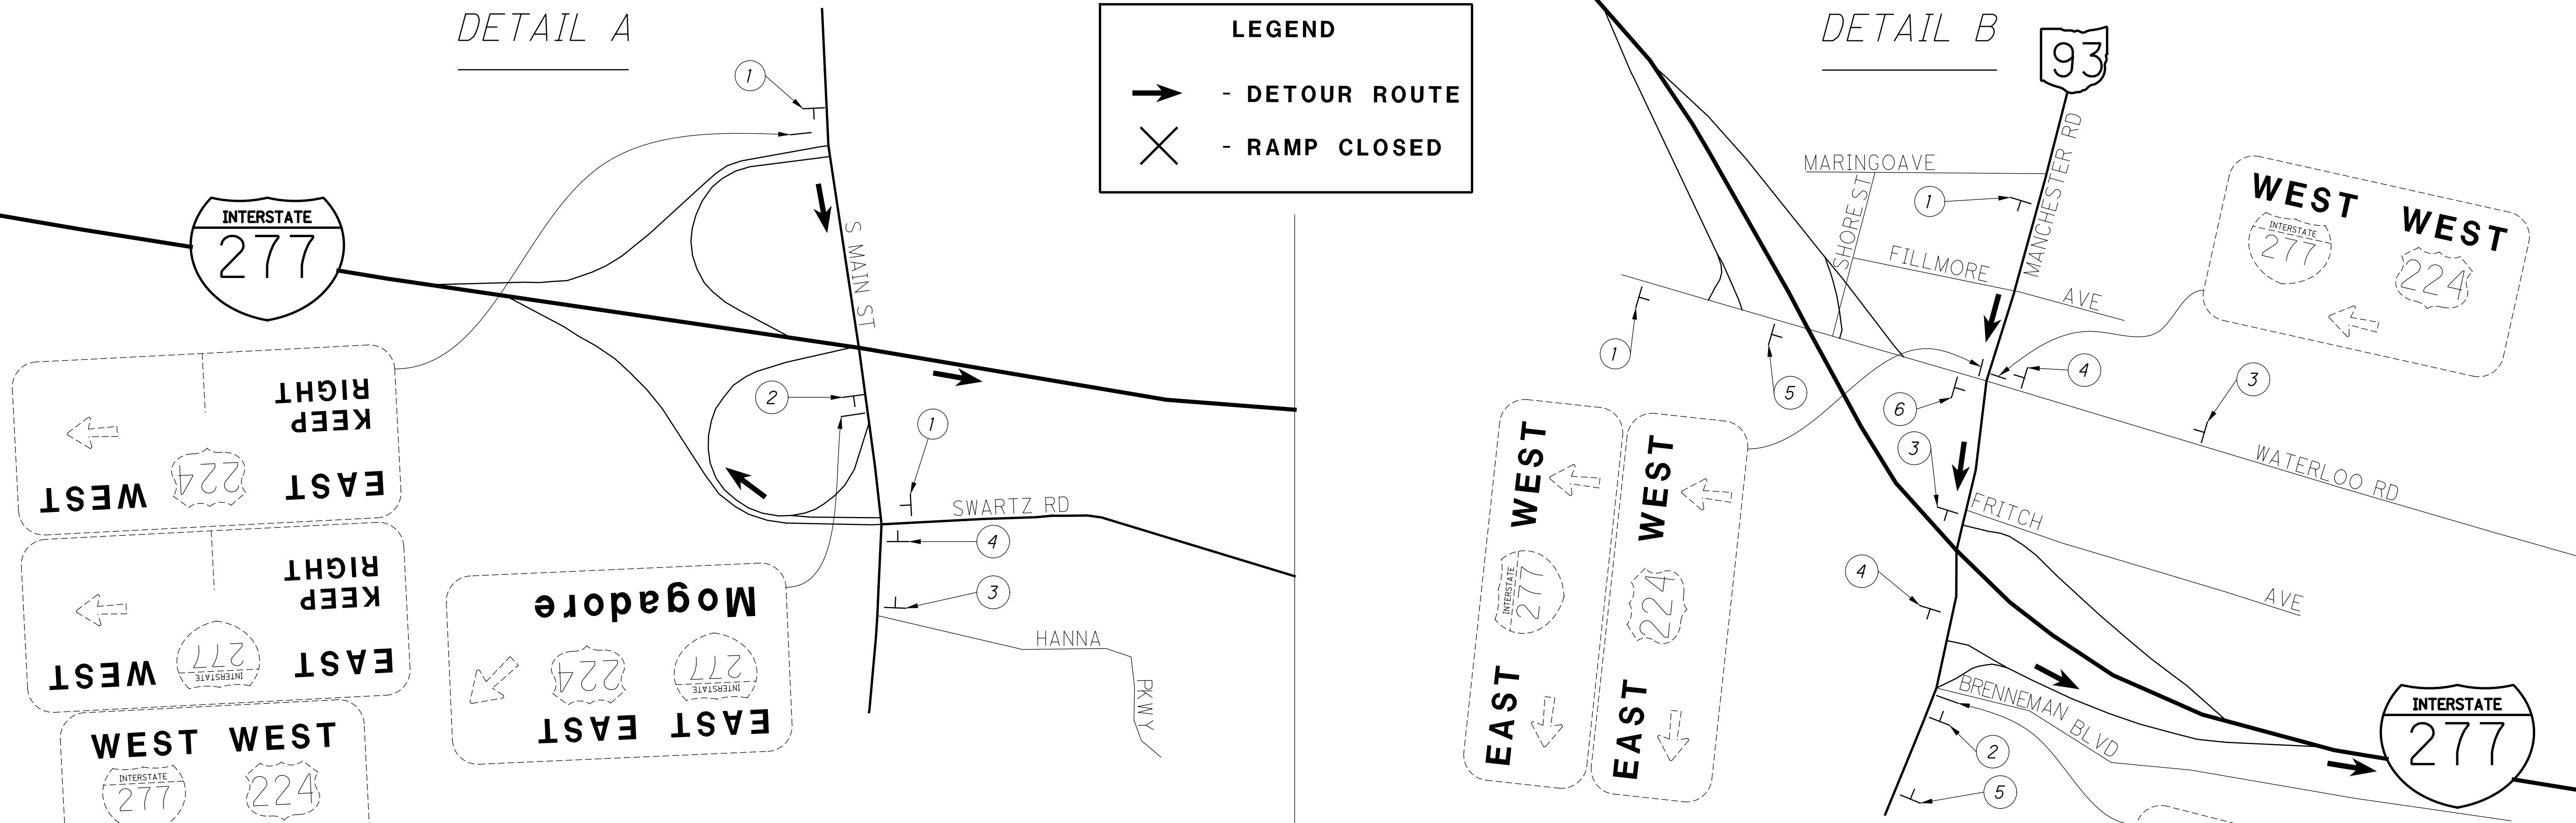 DETAIL A
1
INTERSTATE
277
S MAIN ST
2
1
SWARTZ RD
4
3
HANNA
PKWY
KEEP
RIGHT
EAST
224
WEST
KEEP
RIGHT
EAST
INTERSTATE
277
WEST
WEST WEST
INTERSTATE
277
224
EAST EAST
INTERSTATE
277
224
Mogadore
LEGEND
- DETOUR ROUTE
- RAMP CLOSED
DETAIL B
93
MANCHESTER RD
MARINGOAVE
SHORE ST
1
FILLMORE AVE
WEST WEST
INTERSTATE
277
224
1
5
6
4
3
WATERLOO RD
3
FRITCH AVE
4
EAST
INTERSTATE
277
WEST
EAST
224
WEST
BRENNEMAN BLVD
2
5
INTERSTATE
277